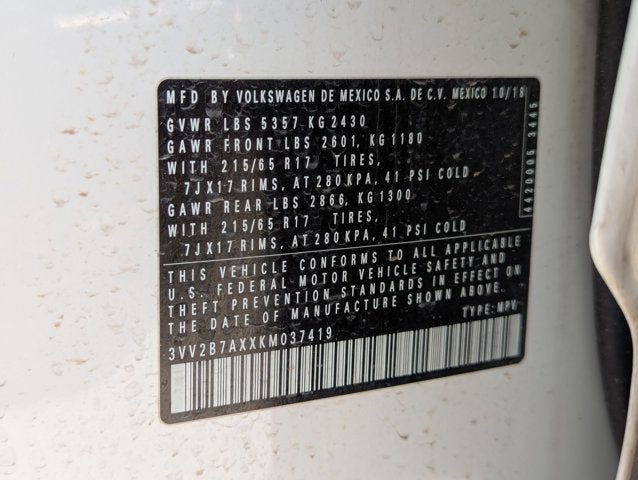 MFD BY VOLKSWAGEN DE MEXICO S.A. DE C.V. MEXICO 10/18
GVWR LBS 5357 KG 2430
GAWR FRONT LBS 2601, KG 1180
WITH 215/65 R17 TIRES,
7JX17 RIMS, AT 280 KPA, 41 PSI COLD
GAWR REAR LBS 2866, KG 1300
WITH 215/65 R17 TIRES,
7JX17 RIMS, AT 280 KPA, 41 PSI COLD
THIS VEHICLE CONFORMS TO ALL APPLICABLE
U.S. FEDERAL MOTOR VEHICLE SAFETY AND
THEFT PREVENTION STANDARDS IN EFFECT ON
THE DATE OF MANUFACTURE SHOWN ABOVE.
TYPE: MPV
3VV2B7AXXKM037419
4420005 3445